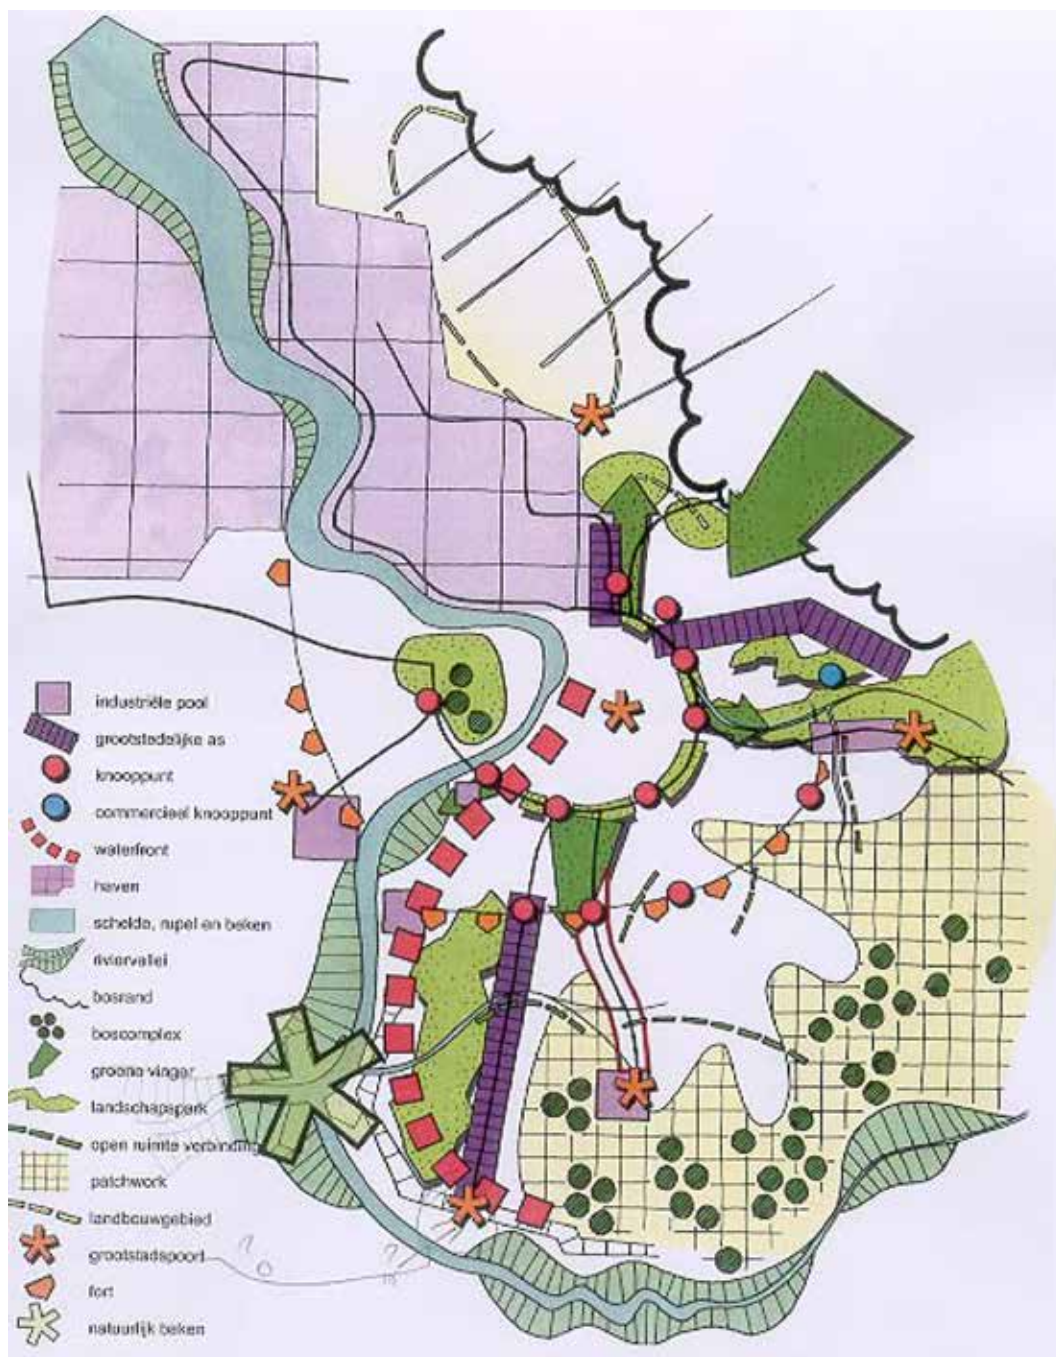 industriële pool
grootstedelijke as
knooppunt
commercieel knooppunt
waterfront
haven
schelde, rupel en beken
riviervallei
bosrand
boscomplex
groene vinger
landschapspark
open ruimte verbinding
patchwork
landbouwgebied
grootstadspoort
fort
natuurlijk baken